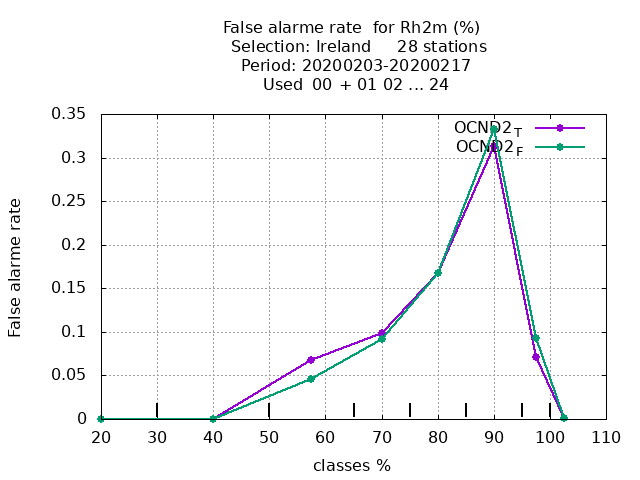 False alarme rate  for Rh2m (%)
Selection: Ireland     28 stations
Period: 20200203-20200217
Used  00 + 01 02 ... 24
0.35
0.3
0.25
0.2
0.15
0.1
0.05
0
False alarme rate
OCND2T
OCND2F
20 30 40 50 60 70 80 90 100 110
classes %